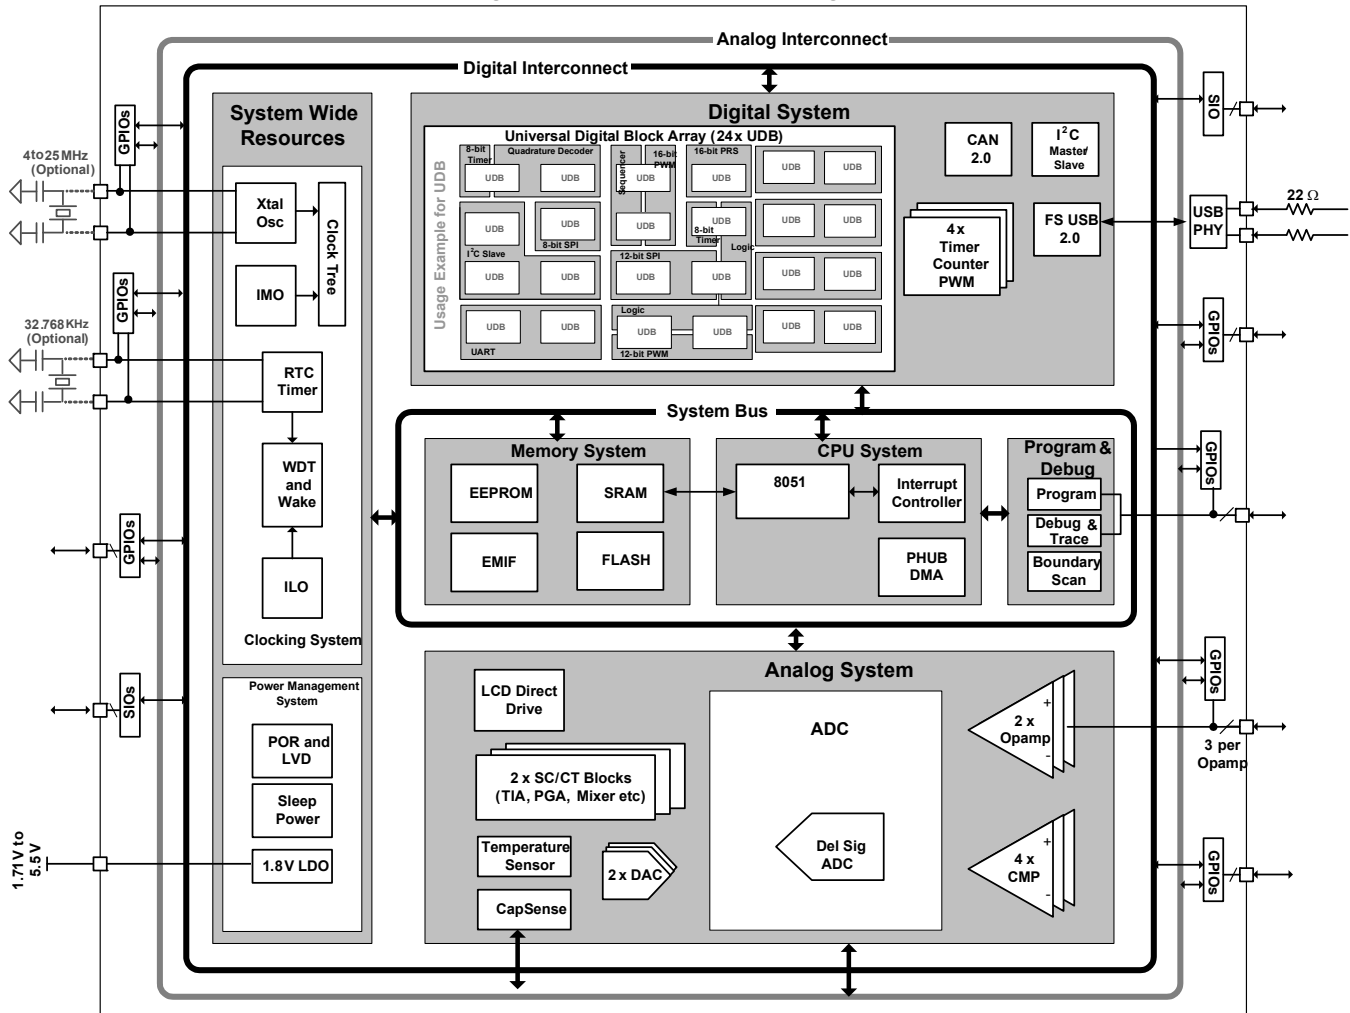 Analog Interconnect
Digital Interconnect
System Wide
Resources
Digital System
Universal Digital Block Array (24x UDB)
Usage Example for UDB
8-bit
Timer
Quadrature Decoder
Sequencer
16-bit
PWM
16-bit PRS
UDB
UDB
UDB
UDB
UDB
UDB
UDB
UDB
UDB
UDB
UDB
UDB
I²C Slave
8-bit SPI
8-bit
Timer
Logic
12-bit SPI
UDB
UDB
UDB
UDB
UDB
UDB
Logic
UDB
UDB
UDB
UDB
UDB
UDB
UART
12-bit PWM
CAN
2.0
I²C
Master/
Slave
4x
Timer
Counter
PWM
FS USB
2.0
USB
PHY
22 Ω
SIO
GPIOs
GPIOs
GPIOs
GPIOs
3 per
Opamp
GPIOs
4 to 25 MHz
(Optional)
GPIOs
32.768 KHz
(Optional)
GPIOs
SIOs
1.71V to
5.5V
Xtal
Osc
Clock Tree
IMO
RTC
Timer
WDT
and
Wake
ILO
Clocking System
Power Management
System
POR and
LVD
Sleep
Power
1.8V LDO
System Bus
Memory System
EEPROM
SRAM
EMIF
FLASH
CPU System
8051
Interrupt
Controller
PHUB
DMA
Program &
Debug
Program
Debug &
Trace
Boundary
Scan
Analog System
LCD Direct
Drive
2 x SC/CT Blocks
(TIA, PGA, Mixer etc)
Temperature
Sensor
2 x DAC
CapSense
ADC
Del Sig
ADC
+
2 x
Opamp
-
+
4 x
CMP
-
GPIOs